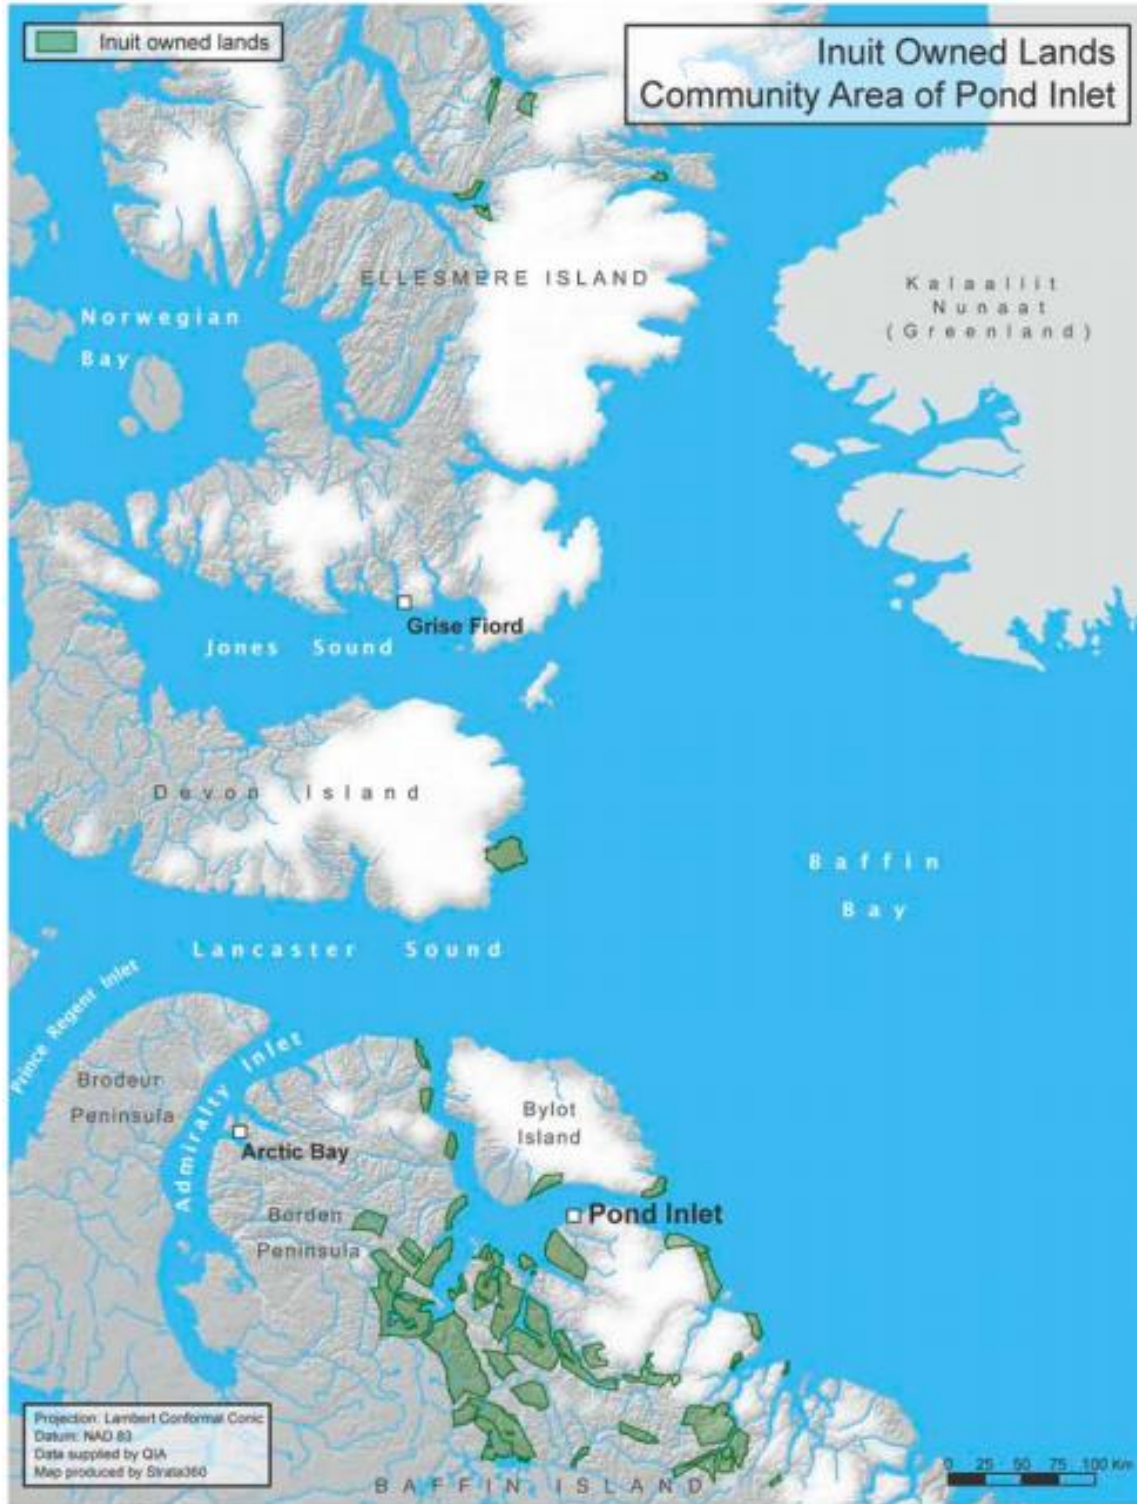 Inuit owned lands
Inuit Owned Lands
Community Area of Pond Inlet
ELLESMERE ISLAND
Kalaallit
Nunaat
(Greenland)
Norwegian
Bay
Grise Fiord
Jones Sound
Devon Island
Baffin
Bay
Lancaster Sound
Prince Regent Inlet
Admiralty Inlet
Brodeur
Peninsula
Bylot
Island
Arctic Bay
Pond Inlet
Borden
Peninsula
Projection: Lambert Conformal Conic
Datum: NAD 83
Data supplied by QIA
Map produced by Strata360
0 25 50 75 100 Km
BAFFIN ISLAND